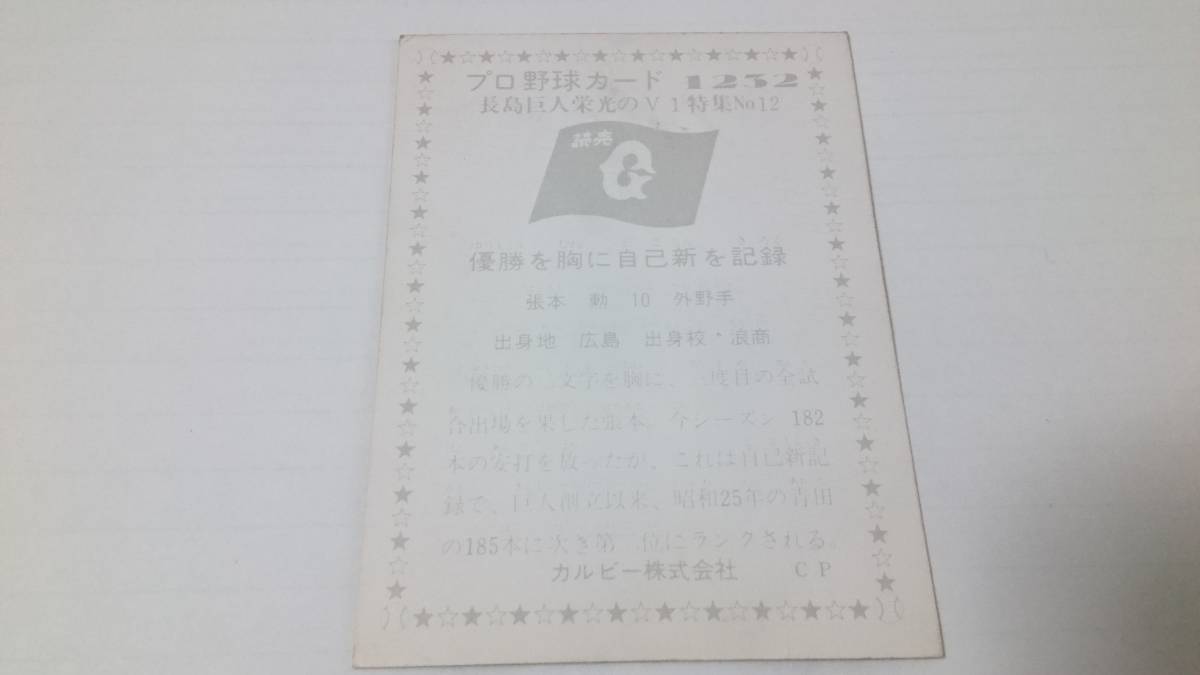 プロ野球カード 1232
長島巨人栄光のV1特集No12
読売
G
優勝を胸に自己新を記録
張本 勲 10 外野手
出身地 広島 出身校・浪商
優勝の二文字を胸に、二度目の全試
合出場を果した張本。今シーズン 182
本の安打を放ったが、これは自己新記
録で、巨人創立以来、昭和25年の青田
の185本に次ぎ第二位にランクされる。
カルビー株式会社 CP